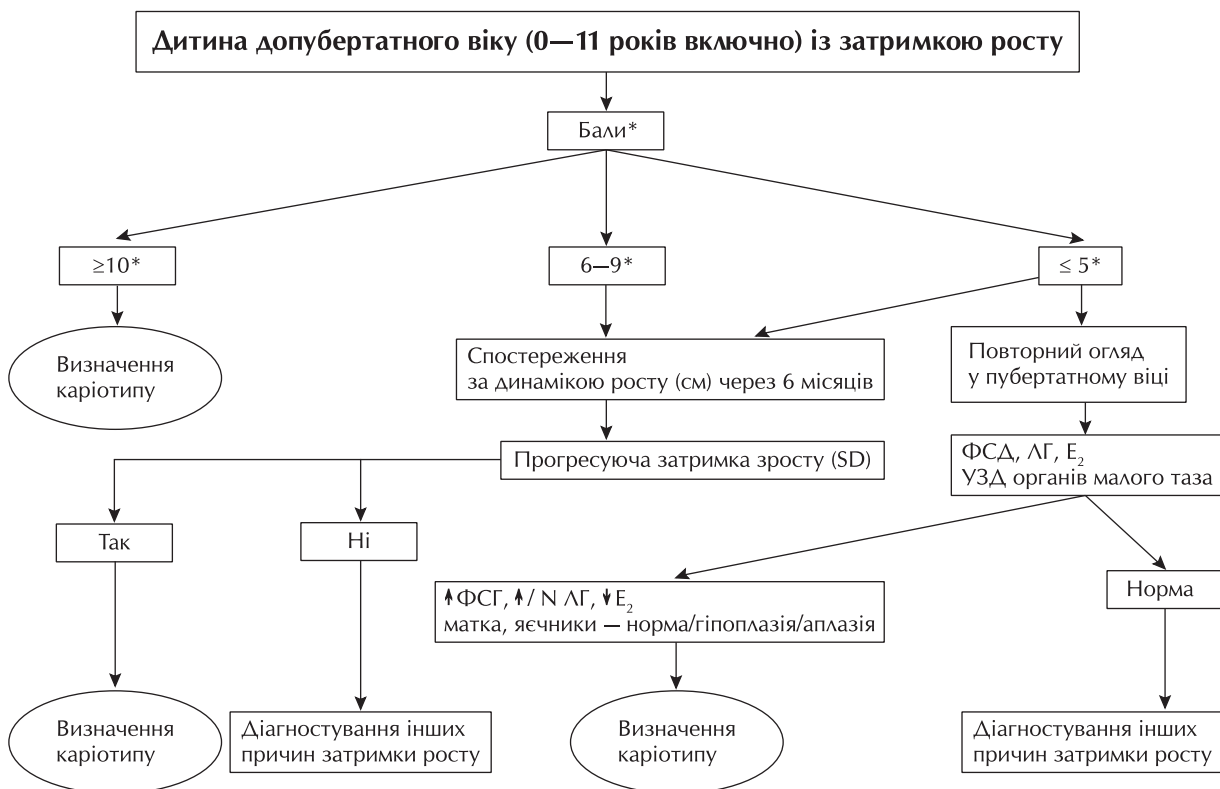 Дитина допубертатного віку (0—11 років включно) із затримкою росту
Бали*
≥10*
6—9*
≤ 5*
Визначення
каріотипу
Спостереження
за динамікою росту (см) через 6 місяців
Повторний огляд
у пубертатному віці
Прогресуюча затримка зросту (SD)
ФСД, ЛГ, E₂
УЗД органів малого таза
Так
Ні
↑ФСГ, ↑/ N ЛГ, ↓E₂
матка, яєчники — норма/гіпоплазія/аплазія
Норма
Визначення
каріотипу
Діагностування інших
причин затримки росту
Визначення
каріотипу
Діагностування інших
причин затримки росту